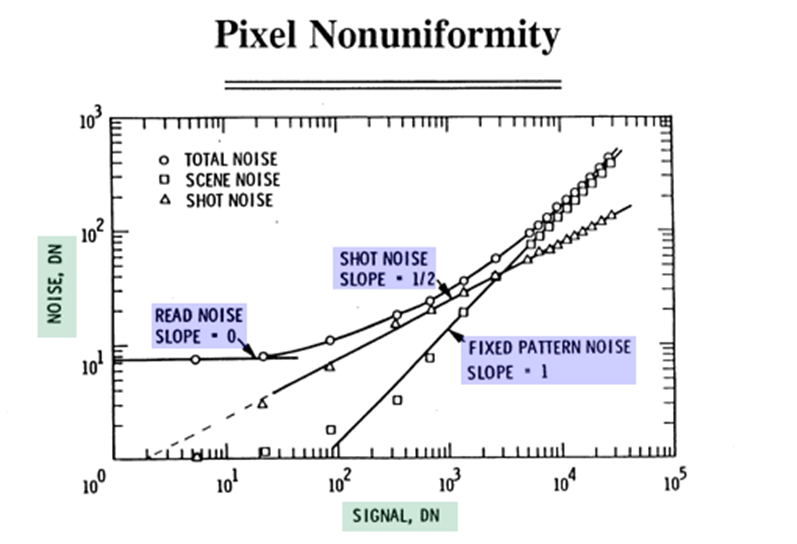 Pixel Nonuniformity
10³
TOTAL NOISE
SCENE NOISE
SHOT NOISE
10²
NOISE, DN
SHOT NOISE
SLOPE = 1/2
READ NOISE
SLOPE = 0
10¹
FIXED PATTERN NOISE
SLOPE = 1
10⁰
10¹
10²
10³
10⁴
10⁵
SIGNAL, DN